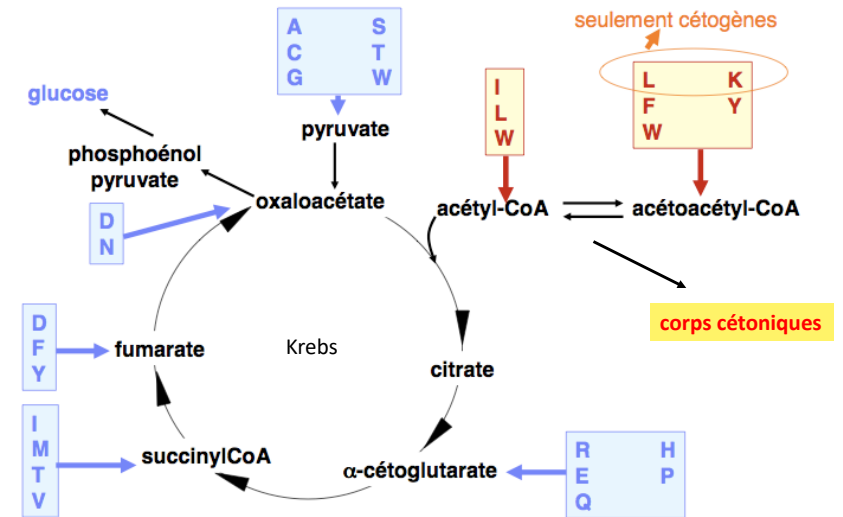 seulement cétogènes
A S
C T
G W
I
L
W
L K
F Y
W
glucose
pyruvate
phosphoénol
pyruvate
oxaloacétate
acétyl-CoA
acétoacétyl-CoA
D
N
corps cétoniques
D
F
Y
fumarate
Krebs
citrate
I
M
T
V
succinylCoA
α-cétoglutarate
R H
E P
Q